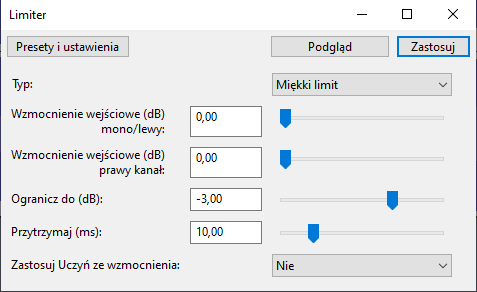 Limiter
Presety i ustawienia
Podgląd
Zastosuj
Typ:
Miękki limit
Wzmocnienie wejściowe (dB)
mono/lewy:
0,00
Wzmocnienie wejściowe (dB)
prawy kanał:
0,00
Ogranicz do (dB):
-3,00
Przytrzymaj (ms):
10,00
Zastosuj Uczyń ze wzmocnienia:
Nie